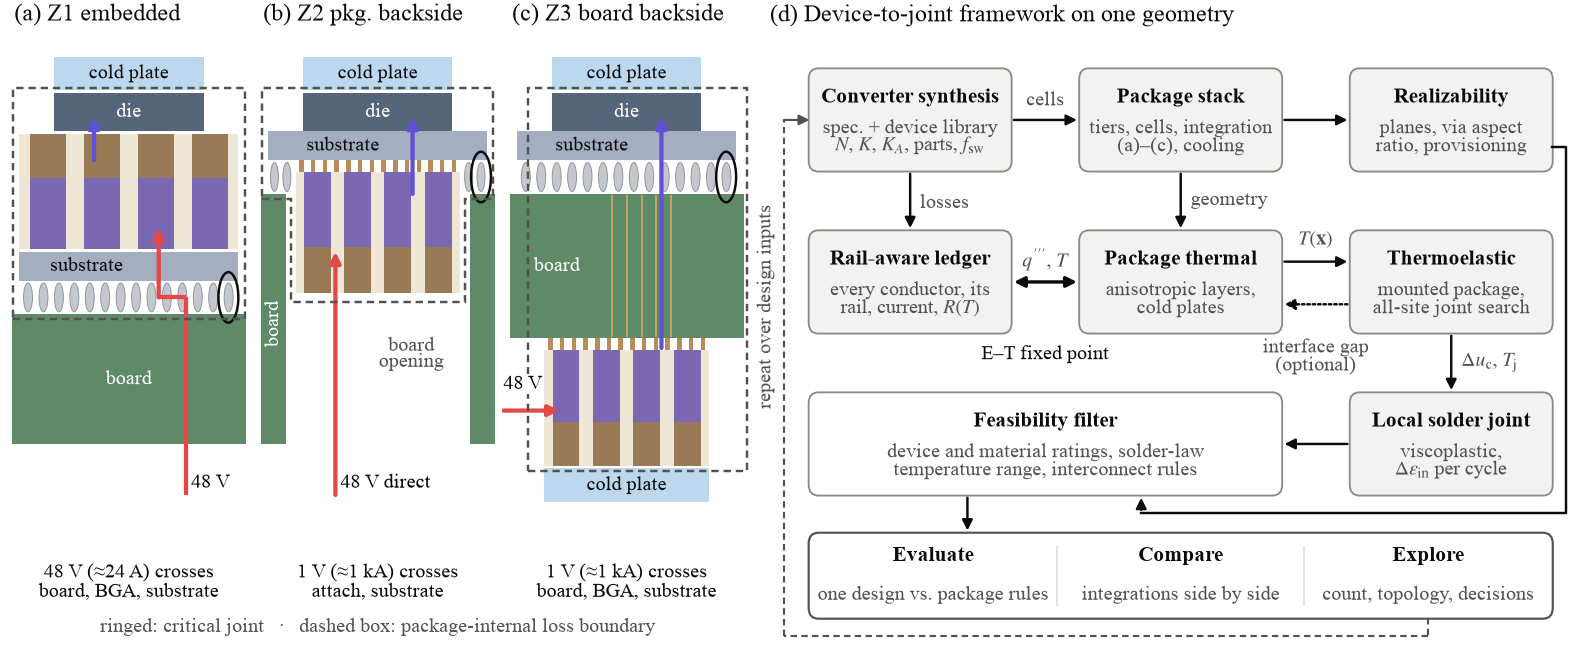 (a) Z1 embedded
cold plate
die
substrate
board
48 V
48 V (≈24 A) crosses
board, BGA, substrate
(b) Z2 pkg. backside
cold plate
die
substrate
board
board
opening
48 V direct
1 V (≈1 kA) crosses
attach, substrate
(c) Z3 board backside
cold plate
die
substrate
board
48 V
cold plate
1 V (≈1 kA) crosses
board, BGA, substrate
ringed: critical joint · dashed box: package-internal loss boundary
(d) Device-to-joint framework on one geometry
repeat over design inputs
Converter synthesis
spec. + device library
N, K, K_A, parts, f_sw
cells
Package stack
tiers, cells, integration
(a)–(c), cooling
Realizability
planes, via aspect
ratio, provisioning
losses
geometry
Rail-aware ledger
every conductor, its
rail, current, R(T)
q′′′, T
Package thermal
anisotropic layers,
cold plates
T(x)
Thermoelastic
mounted package,
all-site joint search
E–T fixed point
interface gap
(optional)
Δu_c, T_j
Feasibility filter
device and material ratings, solder-law
temperature range, interconnect rules
Local solder joint
viscoplastic,
Δε_in per cycle
Evaluate
one design vs. package rules
Compare
integrations side by side
Explore
count, topology, decisions